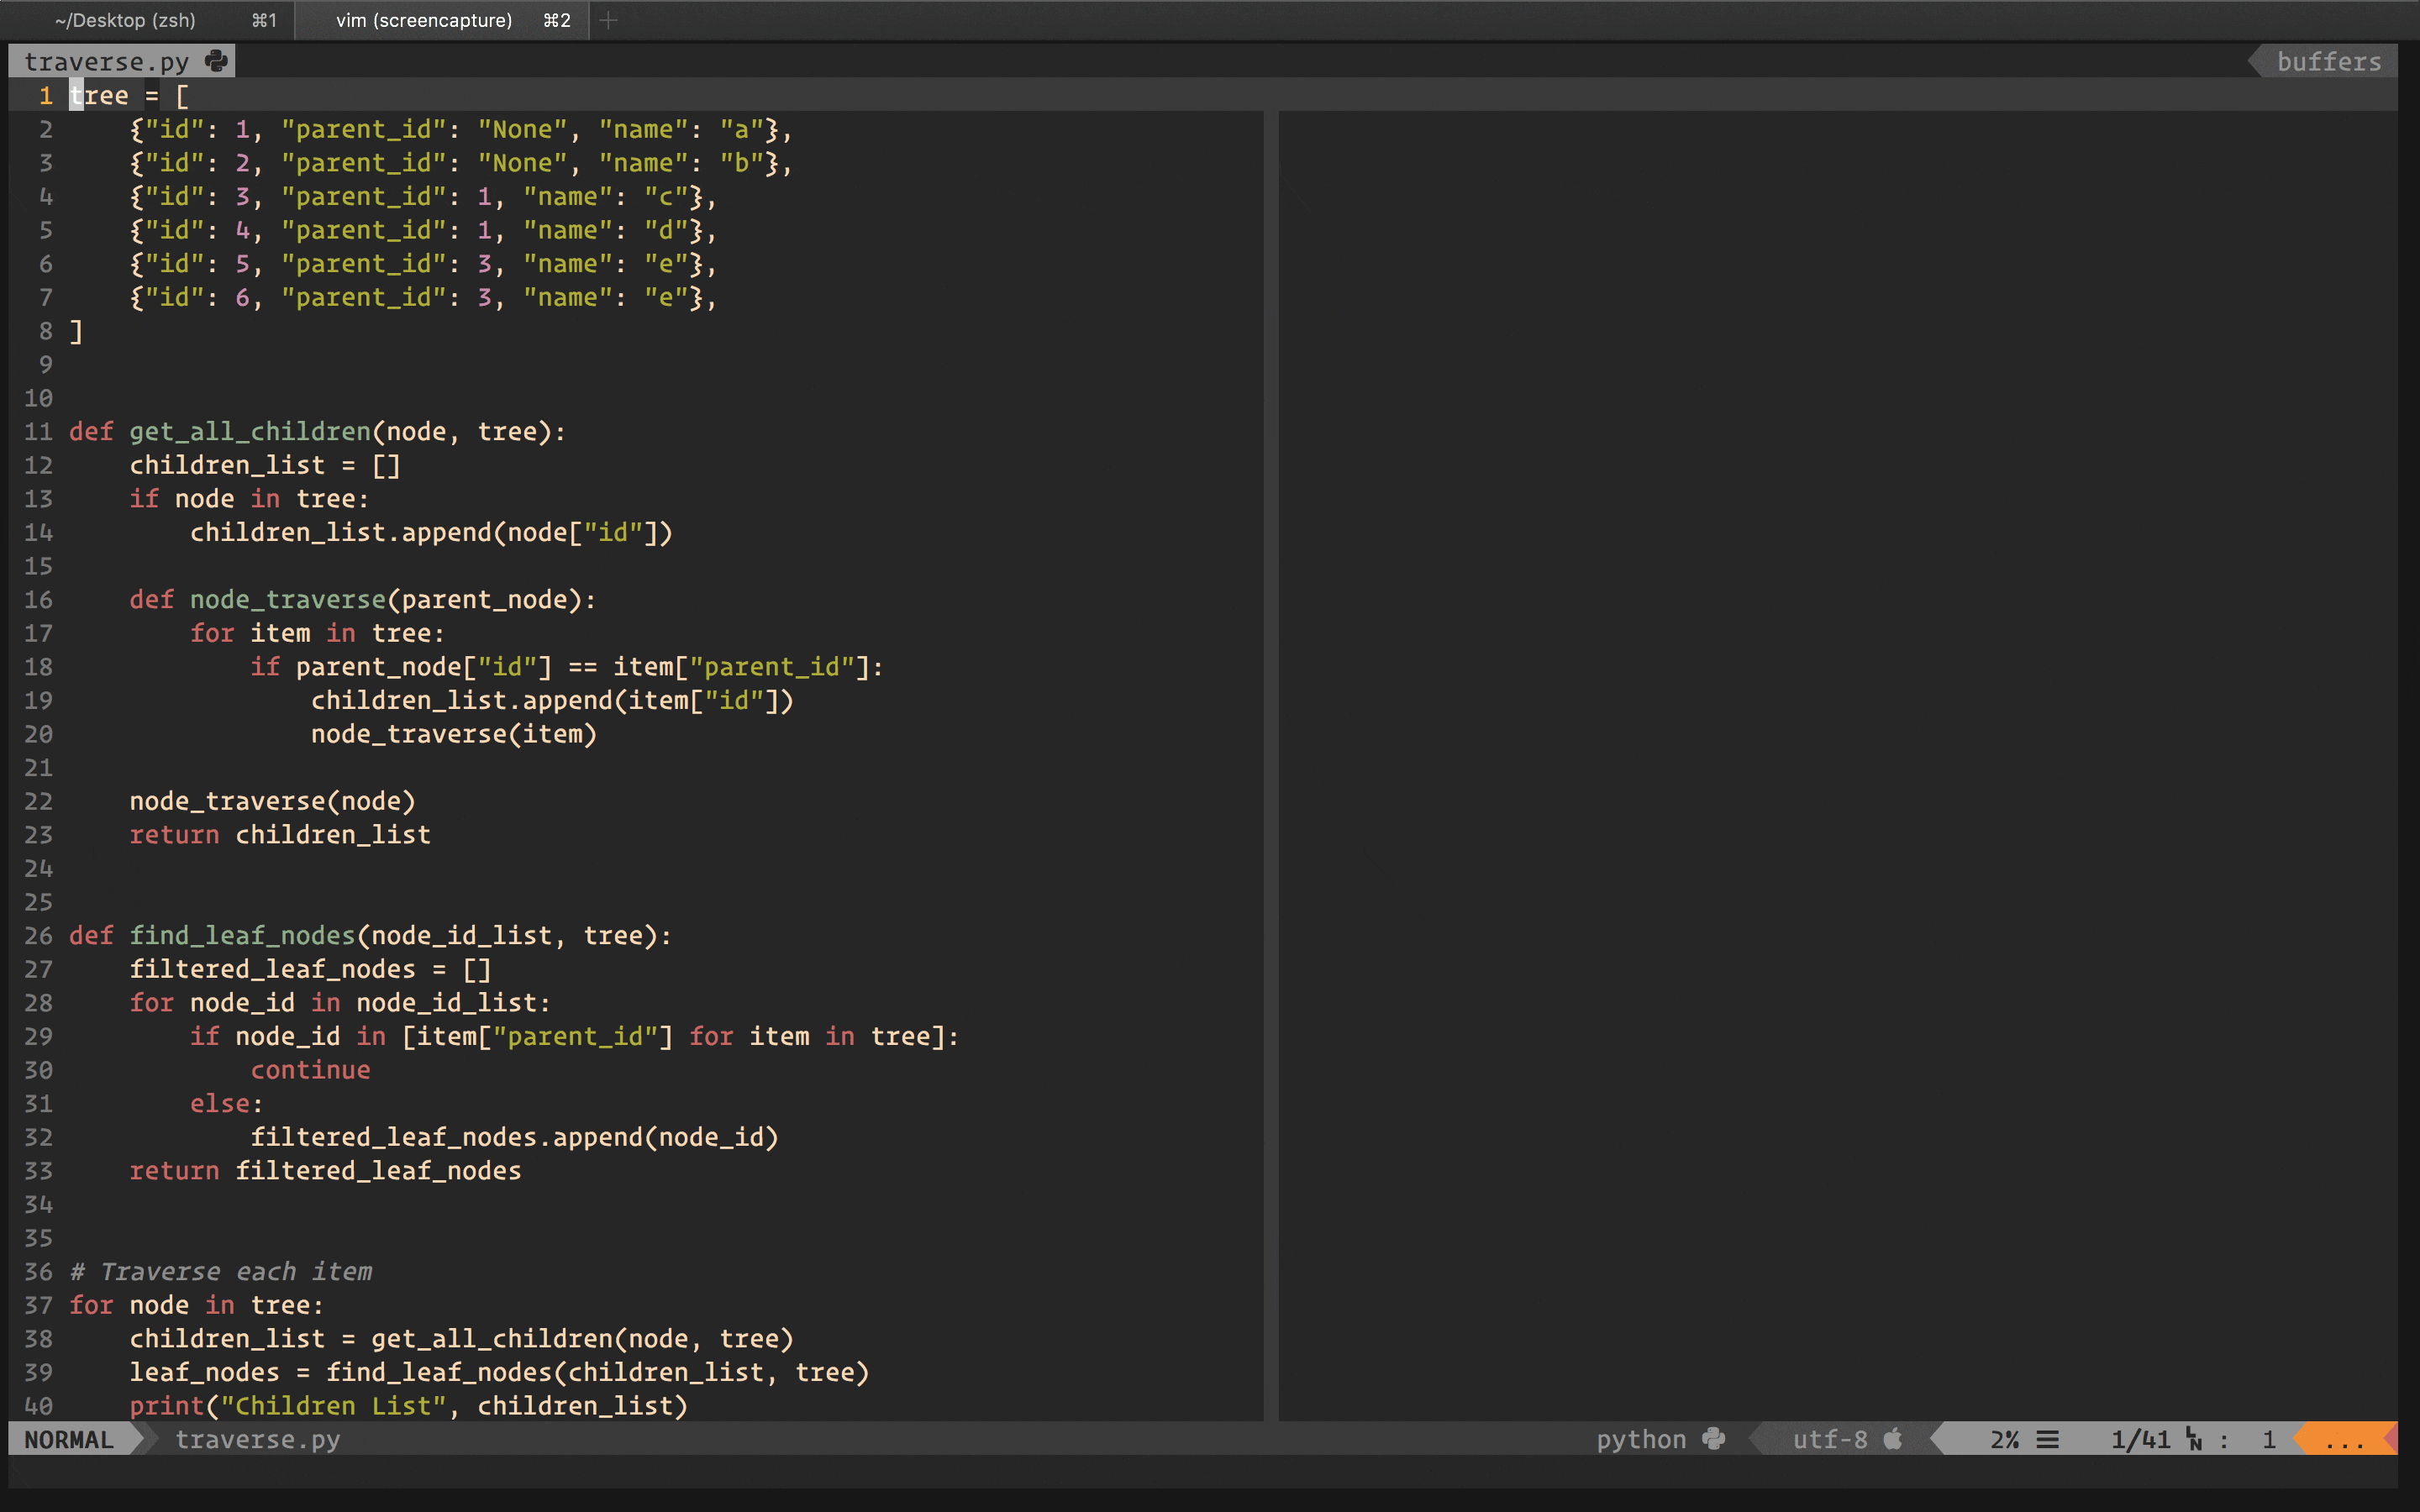 ~/Desktop (zsh) ⌘1 vim (screencapture) ⌘2 +
traverse.py buffers
1 tree = [
2     {"id": 1, "parent_id": "None", "name": "a"},
3     {"id": 2, "parent_id": "None", "name": "b"},
4     {"id": 3, "parent_id": 1, "name": "c"},
5     {"id": 4, "parent_id": 1, "name": "d"},
6     {"id": 5, "parent_id": 3, "name": "e"},
7     {"id": 6, "parent_id": 3, "name": "e"},
8 ]
9
10
11 def get_all_children(node, tree):
12     children_list = []
13     if node in tree:
14         children_list.append(node["id"])
15
16     def node_traverse(parent_node):
17         for item in tree:
18             if parent_node["id"] == item["parent_id"]:
19                 children_list.append(item["id"])
20                 node_traverse(item)
21
22     node_traverse(node)
23     return children_list
24
25
26 def find_leaf_nodes(node_id_list, tree):
27     filtered_leaf_nodes = []
28     for node_id in node_id_list:
29         if node_id in [item["parent_id"] for item in tree]:
30             continue
31         else:
32             filtered_leaf_nodes.append(node_id)
33     return filtered_leaf_nodes
34
35
36 # Traverse each item
37 for node in tree:
38     children_list = get_all_children(node, tree)
39     leaf_nodes = find_leaf_nodes(children_list, tree)
40     print("Children List", children_list)
NORMAL traverse.py python utf-8 2% ☰ 1/41 ㏑ : 1 ...